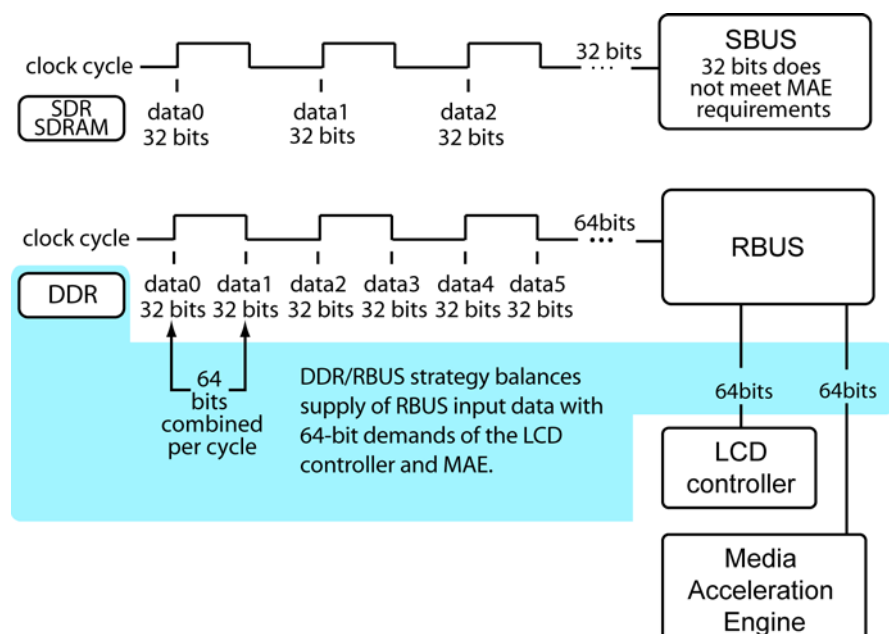 32 bits
SBUS
32 bits does
not meet MAE
requirements
clock cycle
SDR
SDRAM
data0
32 bits
data1
32 bits
data2
32 bits
64bits
RBUS
clock cycle
DDR
data0 data1 data2 data3 data4 data5
32 bits 32 bits 32 bits 32 bits 32 bits 32 bits
64
bits
combined
per cycle
DDR/RBUS strategy balances
supply of RBUS input data with
64-bit demands of the LCD
controller and MAE.
64bits 64bits
LCD
controller
Media
Acceleration
Engine